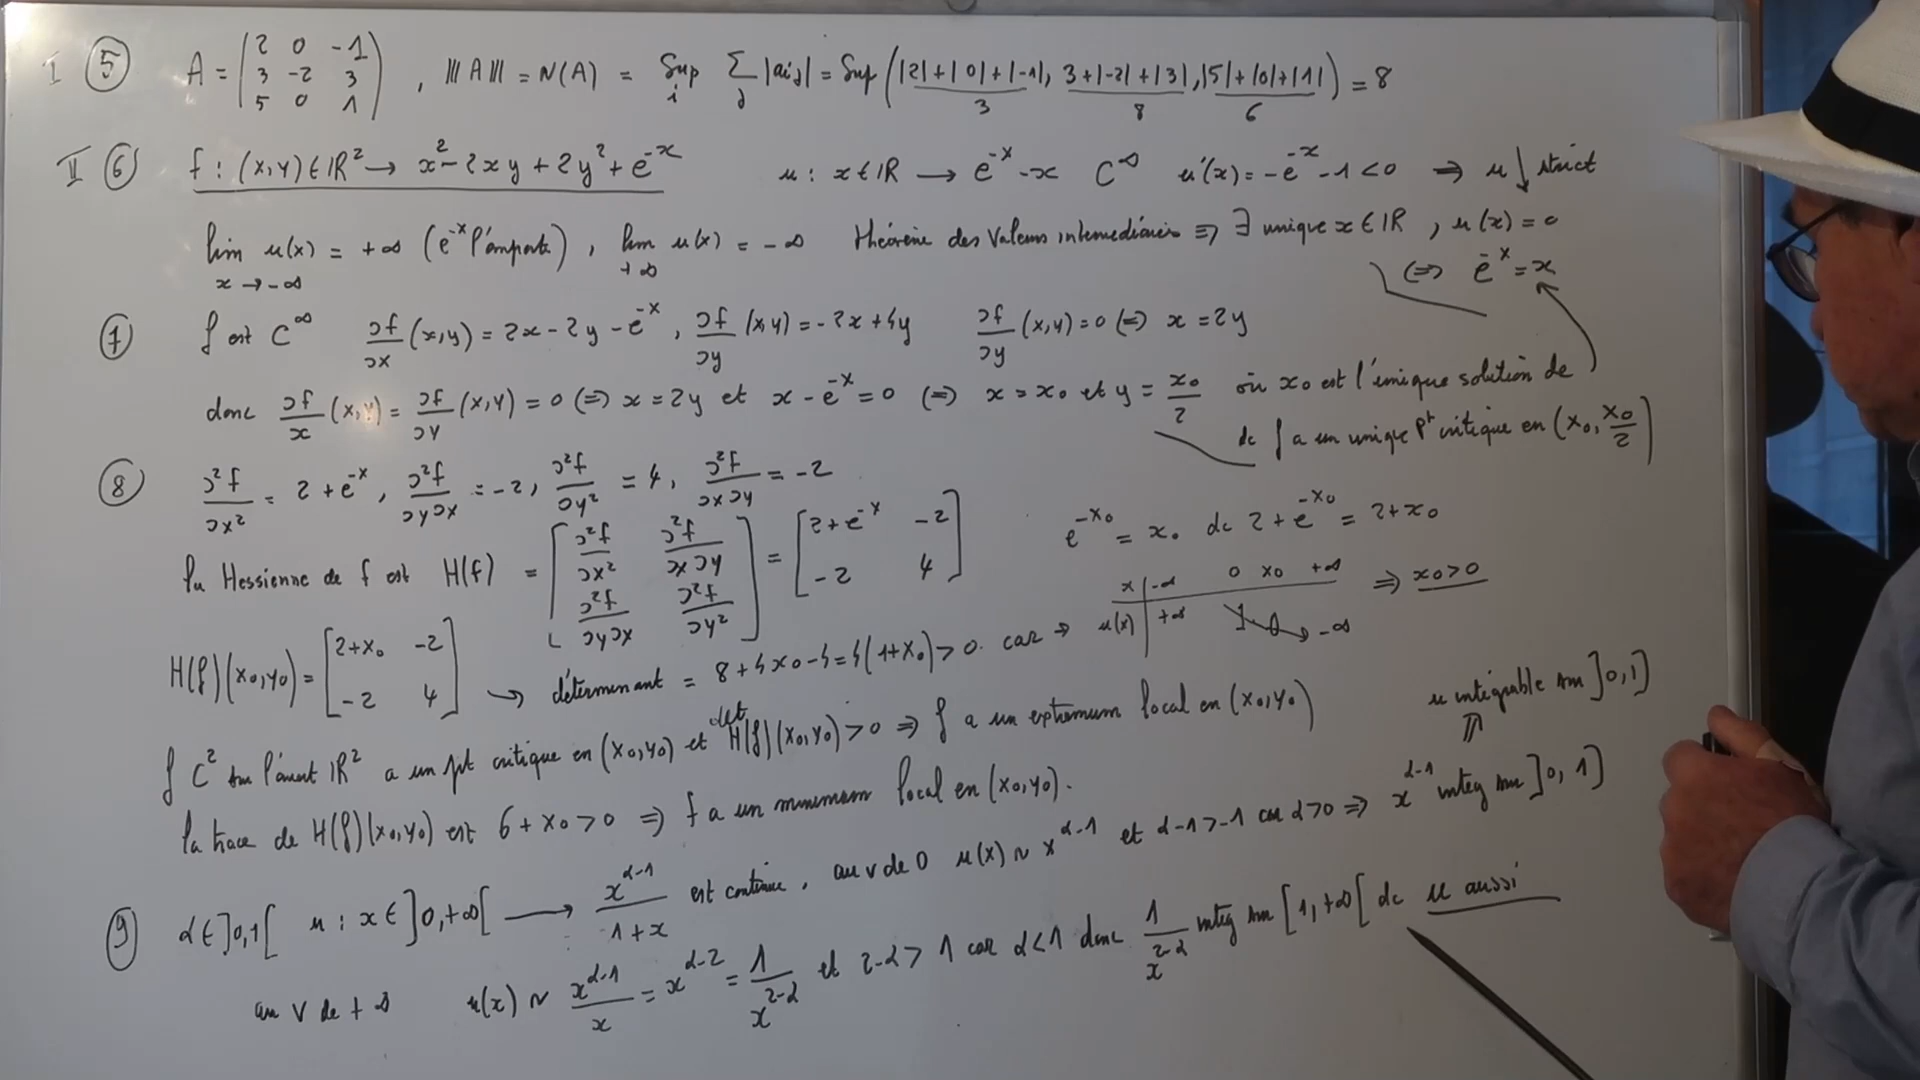 I ⑤ A = (2 0 -1 / 3 -2 3 / 5 0 1), |||A||| = N(A) = Sup_i Σ_j |aij| = Sup(|2|+|0|+|-1|, 3+|-2|+|3|, |5|+|0|+|1|) = 8
3 8 6
II ⑥ f : (x,y) ∈ IR² → x² - 2xy + 2y² + e^-x u : x ∈ IR → e^-x - x C^∞ u'(x) = -e^-x - 1 < 0 ⇒ u ↓ strict
lim_{x→-∞} u(x) = +∞ (e^-x l'emporte), lim_{+∞} u(x) = -∞ théorème des valeurs intermédiaires ⇒ ∃ unique x ∈ IR, u(x) = 0
⇔ e^-x = x
⑦ f est C^∞ ∂f/∂x (x,y) = 2x - 2y - e^-x, ∂f/∂y (x,y) = -2x + 4y ∂f/∂y (x,y) = 0 ⇔ x = 2y
donc ∂f/x (x,y) = ∂f/∂y (x,y) = 0 ⇔ x = 2y et x - e^-x = 0 ⇔ x = x₀ et y = x₀/2 où x₀ est l'unique solution de
dc f a un unique pt critique en (x₀, x₀/2)
⑧ ∂²f/∂x² = 2 + e^-x, ∂²f/∂y∂x = -2, ∂²f/∂y² = 4, ∂²f/∂x∂y = -2
la Hessienne de f est H(f) = [∂²f/∂x² ∂²f/∂x∂y / ∂²f/∂y∂x ∂²f/∂y²] = [2+e^-x -2 / -2 4] e^-x₀ = x₀ dc 2 + e^-x₀ = 2+x₀
x | -∞ 0 x₀ +∞ ⇒ x₀>0
u(x) | +∞ 1 0 → -∞
H(f)(x₀,y₀) = [2+x₀ -2 / -2 4] → déterminant = 8 + 4x₀ - 4 = 4(1+x₀) > 0 car →
f C² sur l'ouvert IR² a un pt critique en (x₀,y₀) et det H(f)(x₀,y₀) > 0 ⇒ f a un extremum local en (x₀,y₀)
la trace de H(f)(x₀,y₀) est 6 + x₀ > 0 ⇒ f a un minimum local en (x₀,y₀).
u intégrable sur ]0,1]
⇑
⑨ α ∈ ]0,1[ u : x ∈ ]0,+∞[ → x^{α-1}/(1+x) est continue, au v de 0 u(x) ~ x^{α-1} et α-1 > -1 car α>0 ⇒ x^{α-1} intég sur ]0,1]
au v de +∞ u(x) ~ x^{α-1}/x = x^{α-2} = 1/x^{2-α} et 2-α > 1 car α<1 donc 1/x^{2-α} intég sur [1,+∞[ dc u aussi